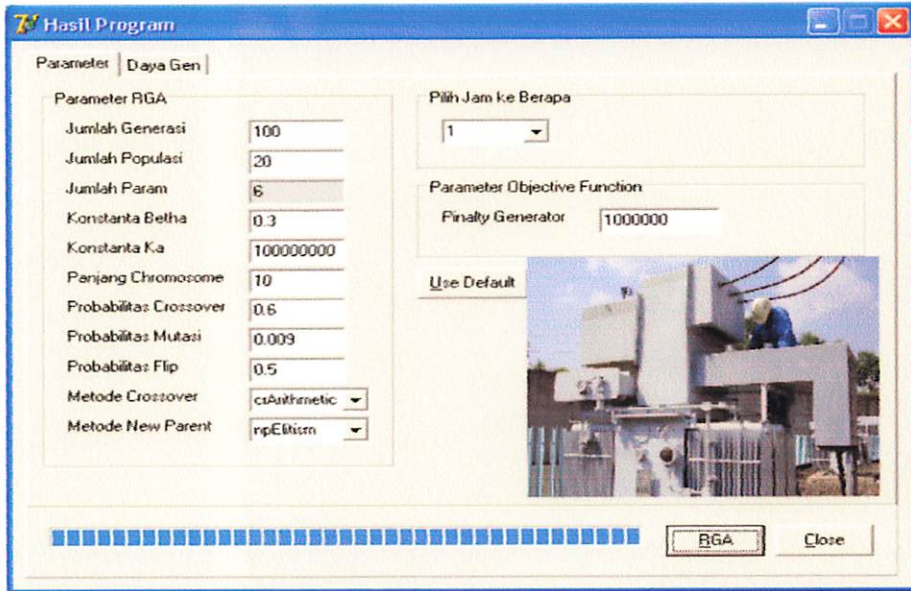 Hasil Program
Parameter
Daya Gen
Parameter RGA
Jumlah Generasi 100
Jumlah Populasi 20
Jumlah Param 6
Konstanta Betha 0.3
Konstanta Ka 100000000
Panjang Chromosome 10
Probabilitas Crossover 0.6
Probabilitas Mutasi 0.009
Probabilitas Flip 0.5
Metode Crossover crArithmetic
Metode New Parent npElitism
Pilih Jam ke Berapa
1
Parameter Objective Function
Pinalty Generator 1000000
Use Default
RGA
Close